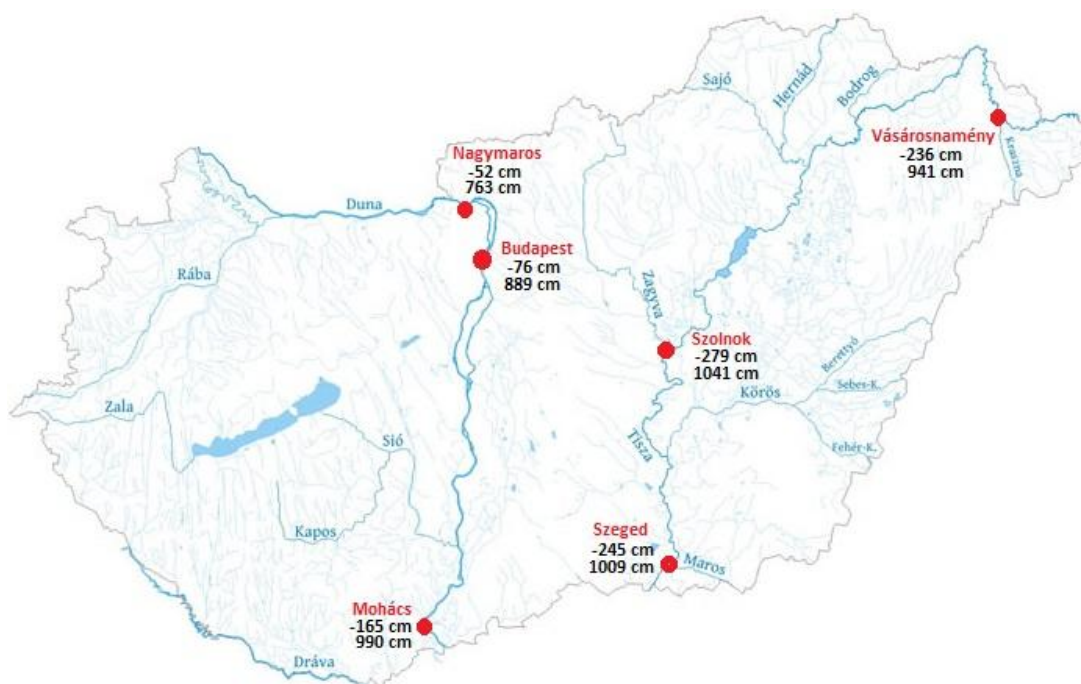 Sajó
Hernád
Bodrog
Vásárosnamény
-236 cm
941 cm
Kraszna
Nagymaros
-52 cm
763 cm
Duna
Budapest
-76 cm
889 cm
Rába
Zagyva
Szolnok
-279 cm
1041 cm
Berettyó
Sebes-K.
Körös
Fehér-K.
Zala
Sió
Tisza
Kapos
Szeged
-245 cm
1009 cm
Maros
Mohács
-165 cm
990 cm
Dráva